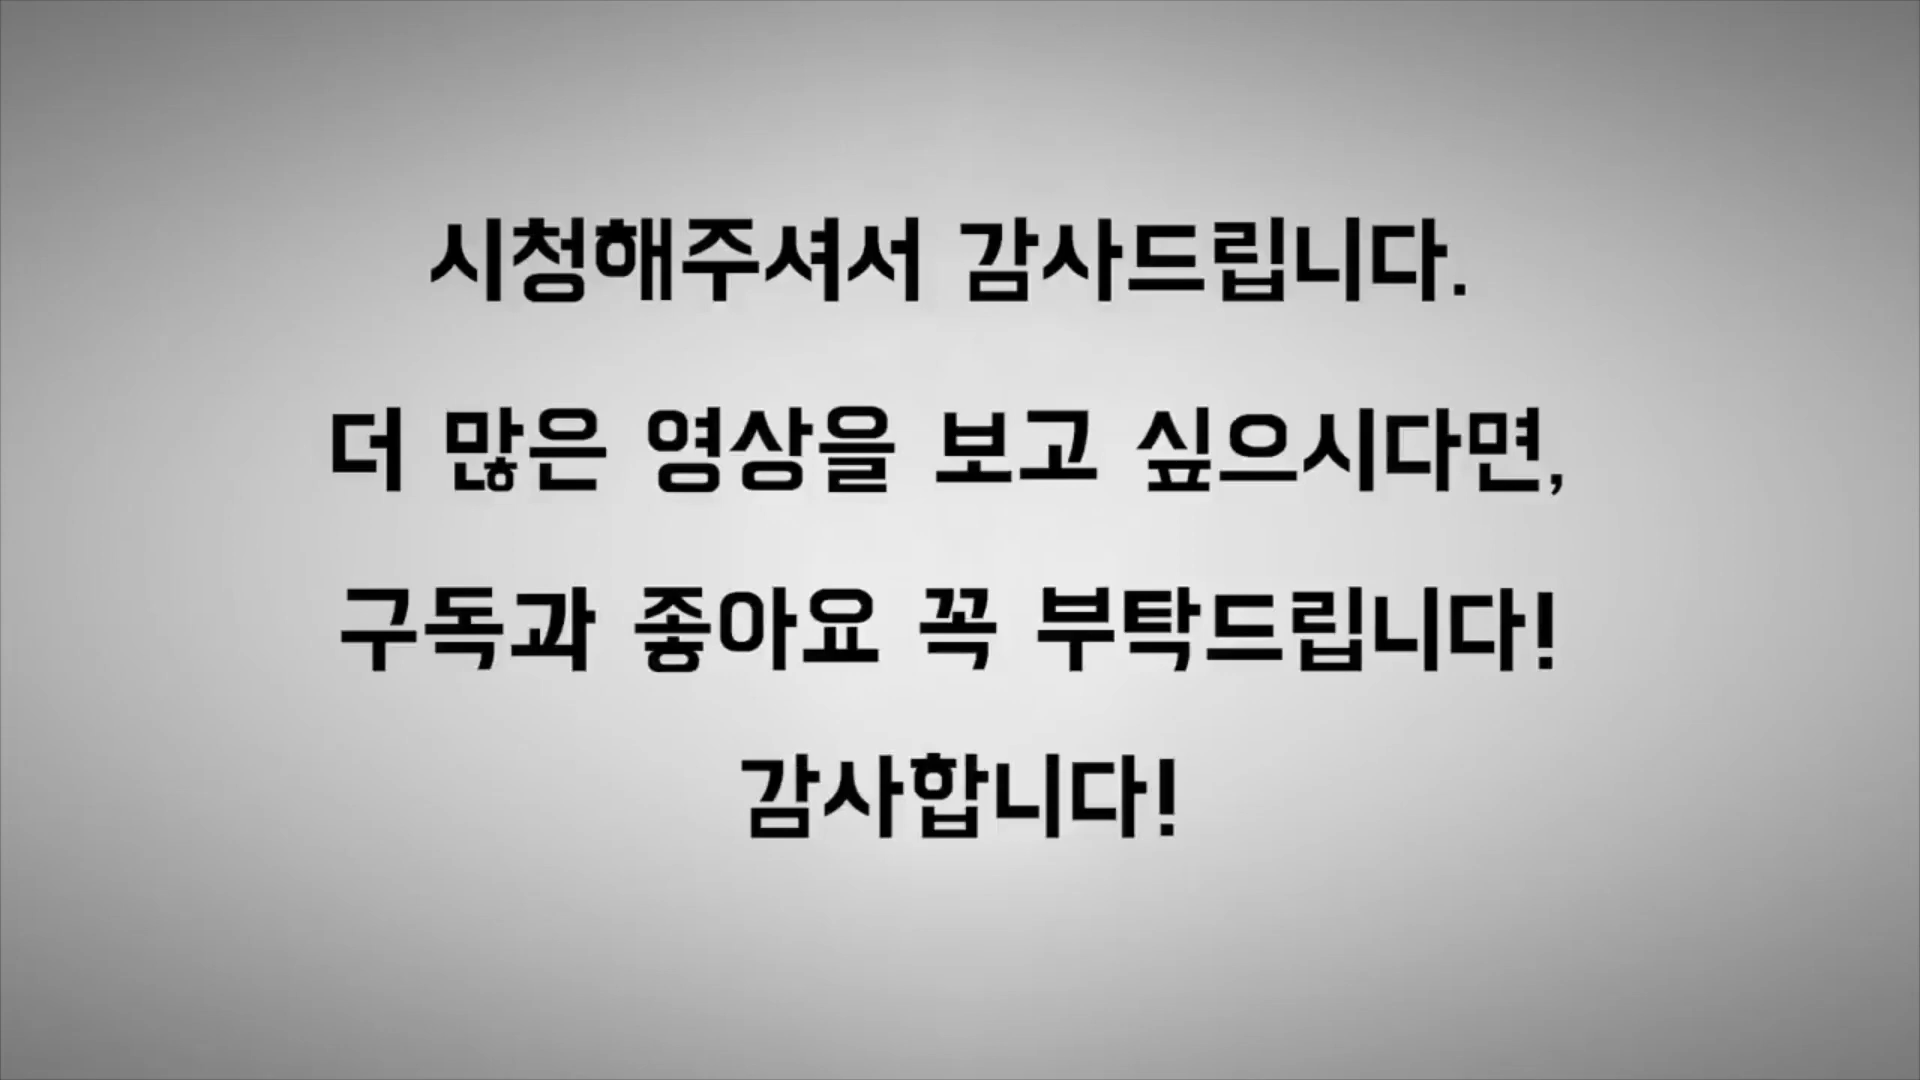 시청해주셔서 감사드립니다.
더 많은 영상을 보고 싶으시다면,
구독과 좋아요 꼭 부탁드립니다!
감사합니다!